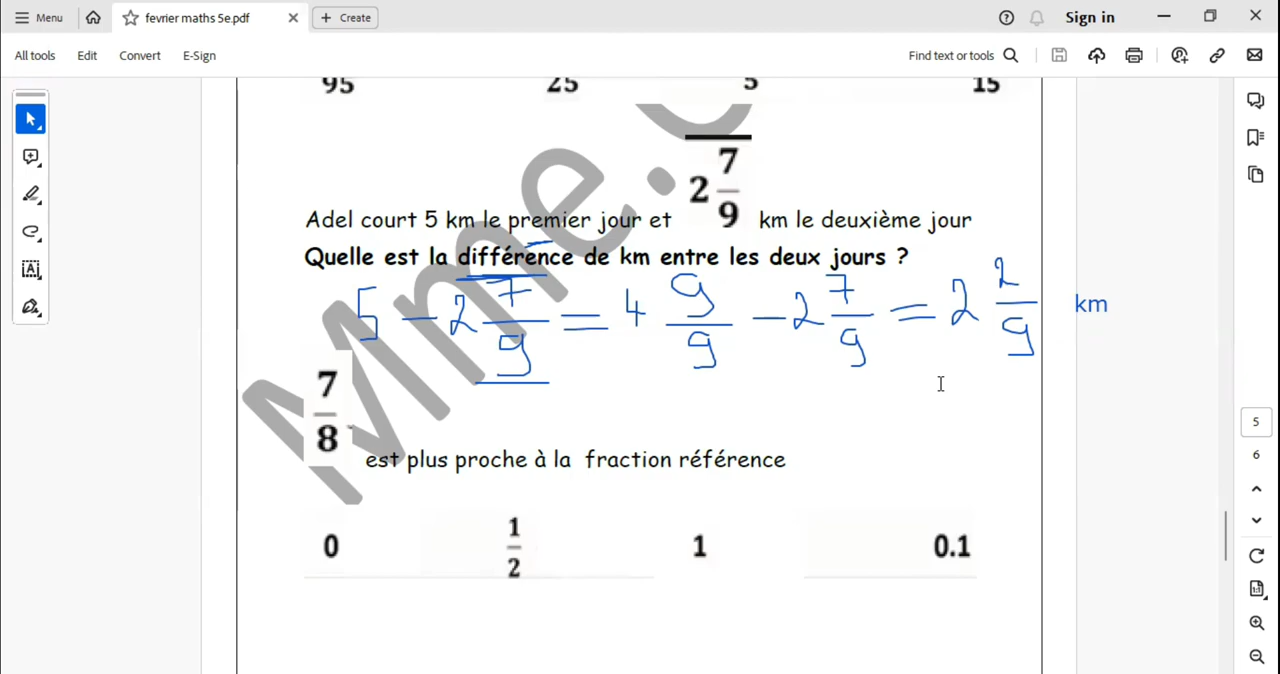 Menu fevrier maths 5e.pdf Create Sign in
All tools Edit Convert E-Sign Find text or tools
95 25 5 15
Adel court 5 km le premier jour et 2 7/9 km le deuxième jour
Quelle est la différence de km entre les deux jours ?
5 - 2 7/9 = 4 9/9 - 2 7/9 = 2 2/9 km
7/8 est plus proche à la fraction référence
0 1/2 1 0.1
5
6
Mme.